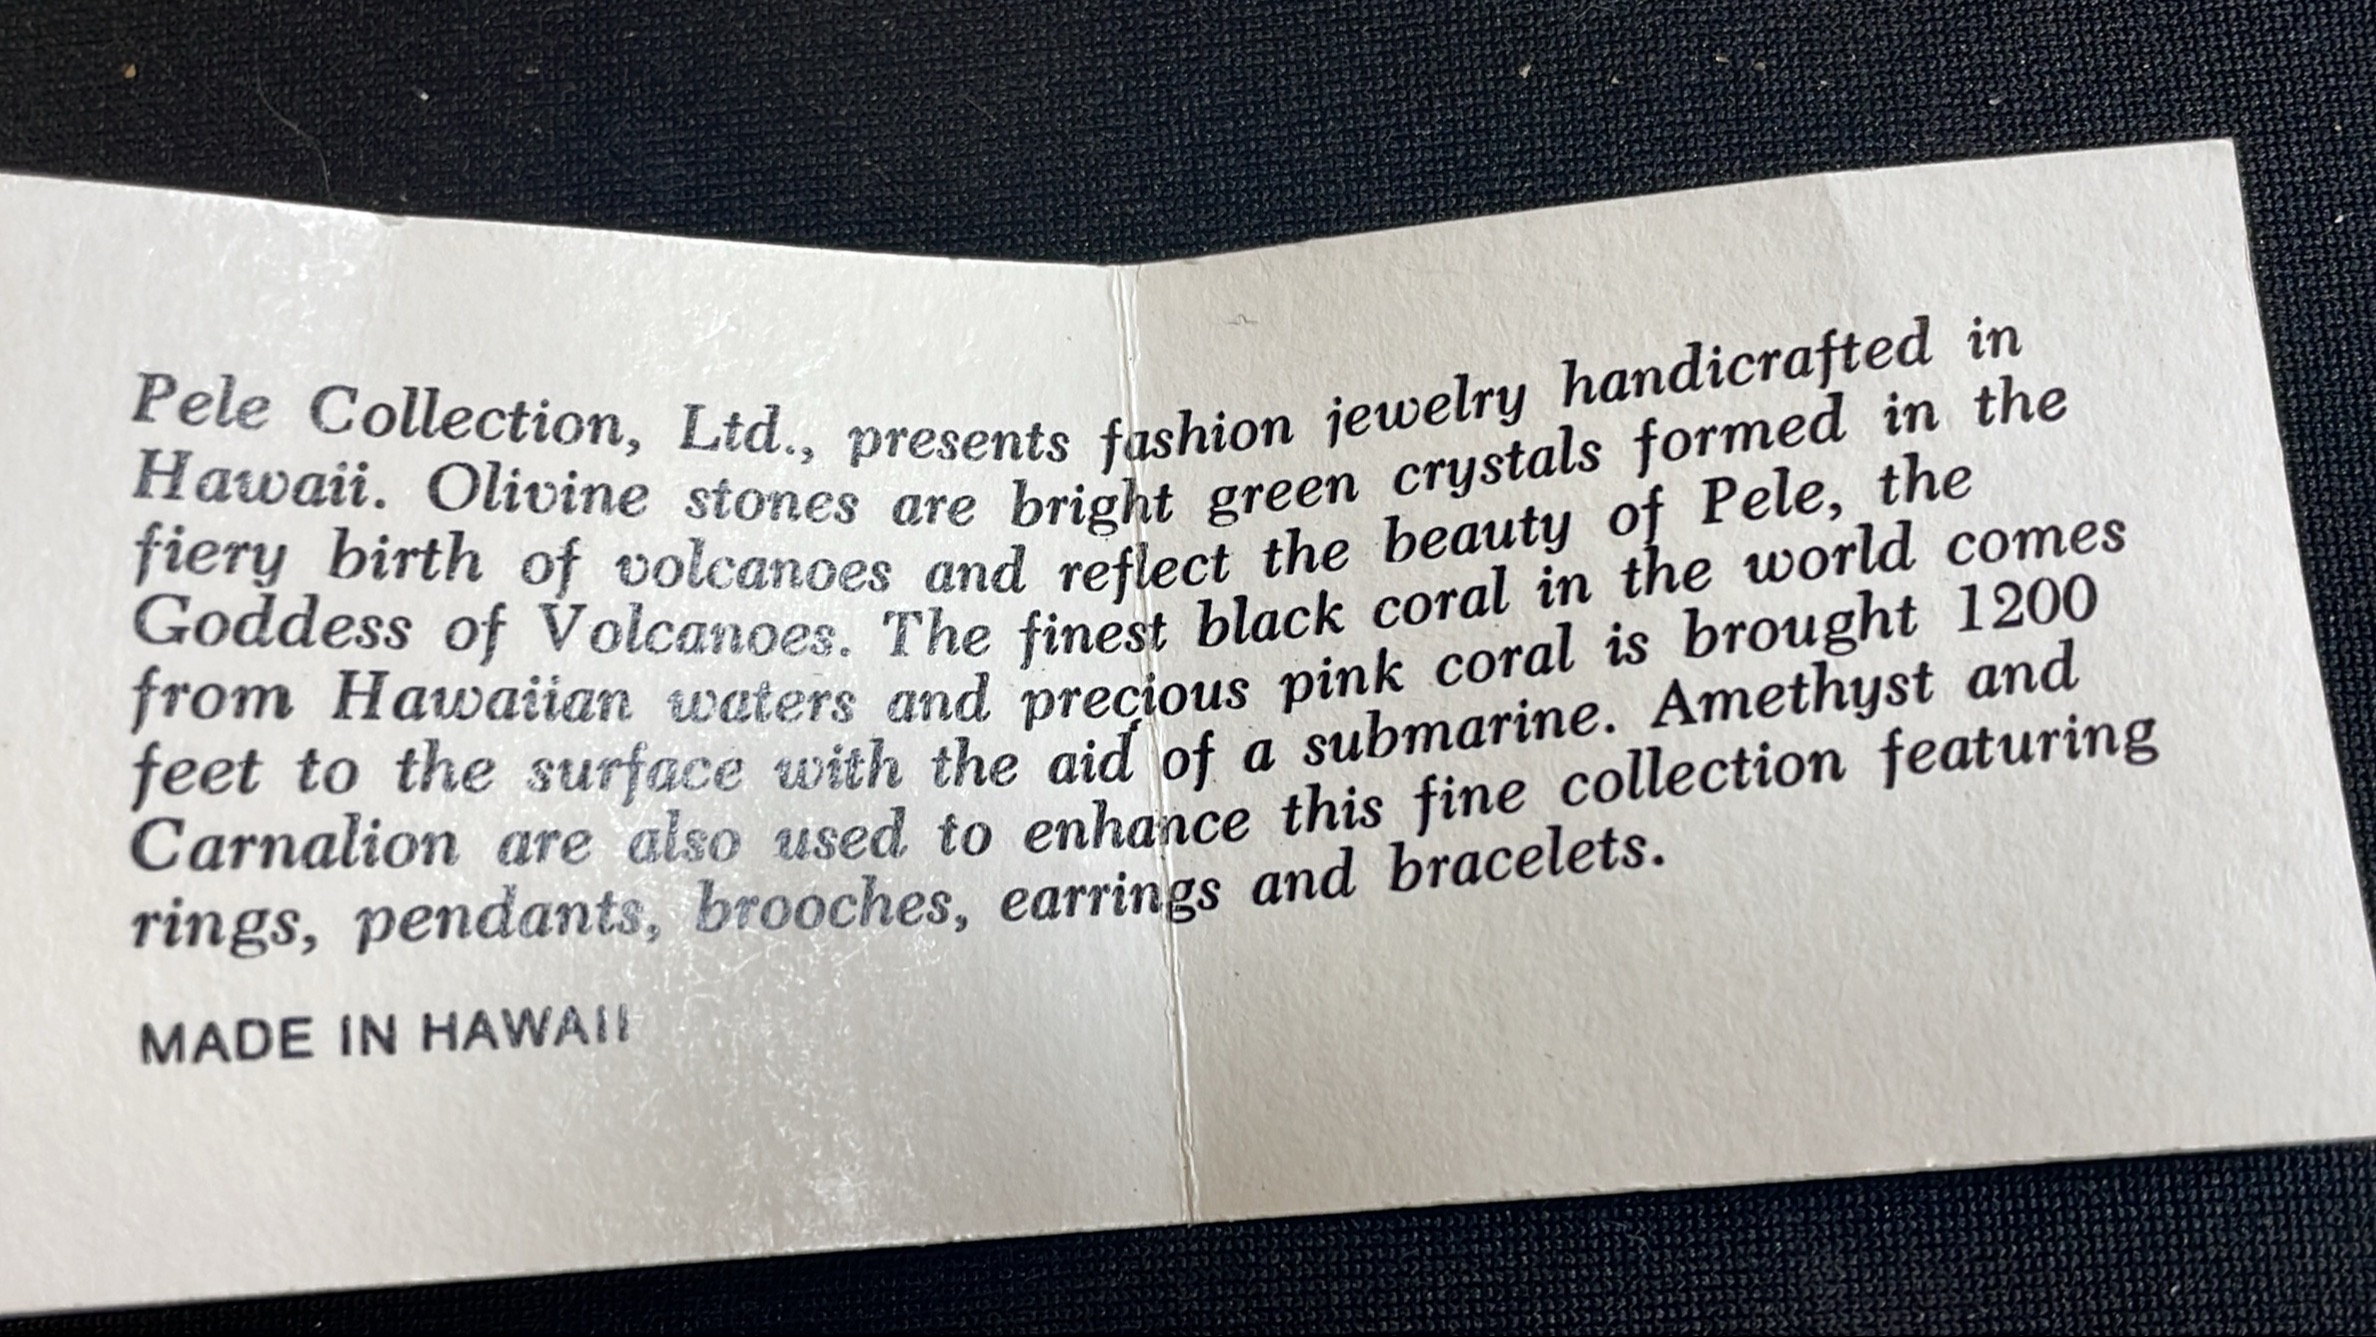 Pele Collection, Ltd., presents fashion jewelry handicrafted in
Hawaii. Olivine stones are bright green crystals formed in the
fiery birth of volcanoes and reflect the beauty of Pele, the
Goddess of Volcanoes. The finest black coral in the world comes
from Hawaiian waters and precious pink coral is brought 1200
feet to the surface with the aid of a submarine. Amethyst and
Carnalion are also used to enhance this fine collection featuring
rings, pendants, brooches, earrings and bracelets.
MADE IN HAWAII